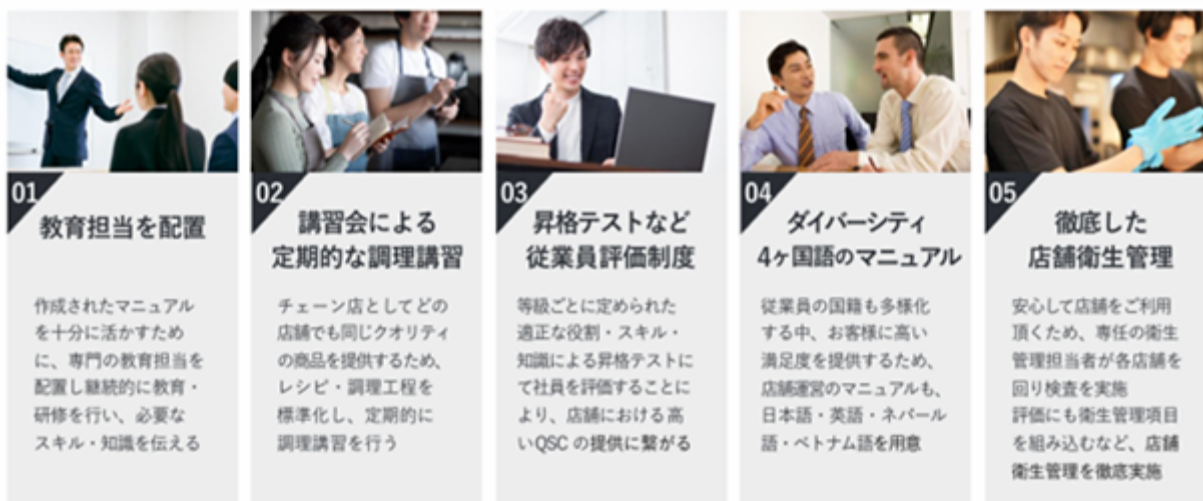 01
教育担当を配置
作成されたマニュアル
を十分に活かすため
に、専門の教育担当を
配置し継続的に教育・
研修を行い、必要な
スキル・知識を伝える
02
講習会による
定期的な調理講習
チェーン店としてどの
店舗でも同じクオリティ
の商品を提供するため、
レシピ・調理工程を
標準化し、定期的に
調理講習を行う
03
昇格テストなど
従業員評価制度
等級ごとに定められた
適正な役割・スキル・
知識による昇格テストに
て社員を評価することに
より、店舗における高
いQSC の提供に繋がる
04
ダイバーシティ
4ヶ国語のマニュアル
従業員の国籍も多様化
する中、お客様に高い
満足度を提供するため、
店舗運営のマニュアルも、
日本語・英語・ネパール
語・ベトナム語を用意
05
徹底した
店舗衛生管理
安心して店舗をご利用
頂くため、専任の衛生
管理担当者が各店舗を
回り検査を実施
評価にも衛生管理項目
を組み込むなど、店舗
衛生管理を徹底実施